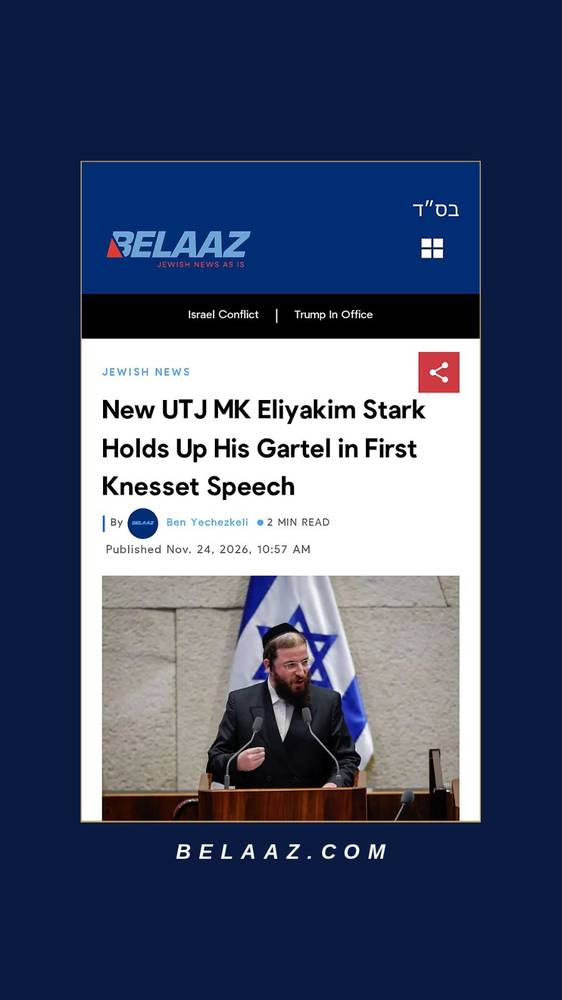 בס״ד
BELAAZ
JEWISH NEWS AS IS
Israel Conflict | Trump In Office
JEWISH NEWS
New UTJ MK Eliyakim Stark
Holds Up His Gartel in First
Knesset Speech
By BELAAZ Ben Yechezkeli 2 MIN READ
Published Nov. 24, 2026, 10:57 AM
BELAAZ.COM